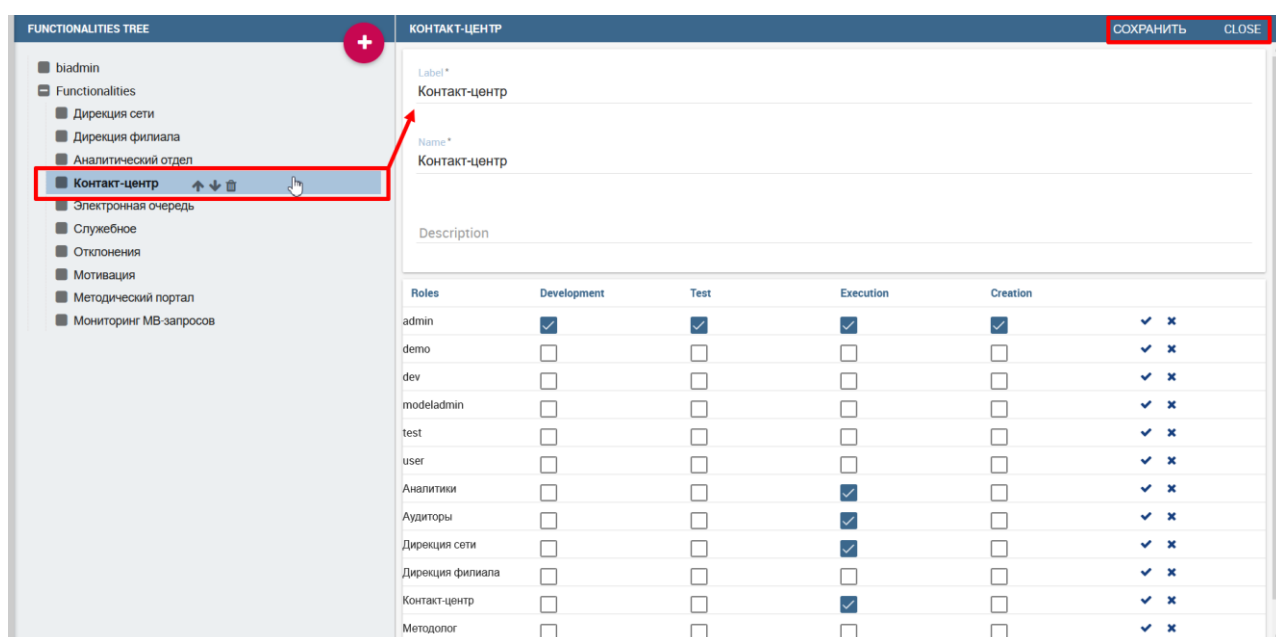 FUNCTIONALITIES TREE
biadmin
Functionalities
Дирекция сети
Дирекция филиала
Аналитический отдел
Контакт-центр
Электронная очередь
Служебное
Отклонения
Мотивация
Методический портал
Мониторинг МВ-запросов
КОНТАКТ-ЦЕНТР СОХРАНИТЬ CLOSE
Label*
Контакт-центр
Name*
Контакт-центр
Description
Roles Development Test Execution Creation
admin
demo
dev
modeladmin
test
user
Аналитики
Аудиторы
Дирекция сети
Дирекция филиала
Контакт-центр
Методолог